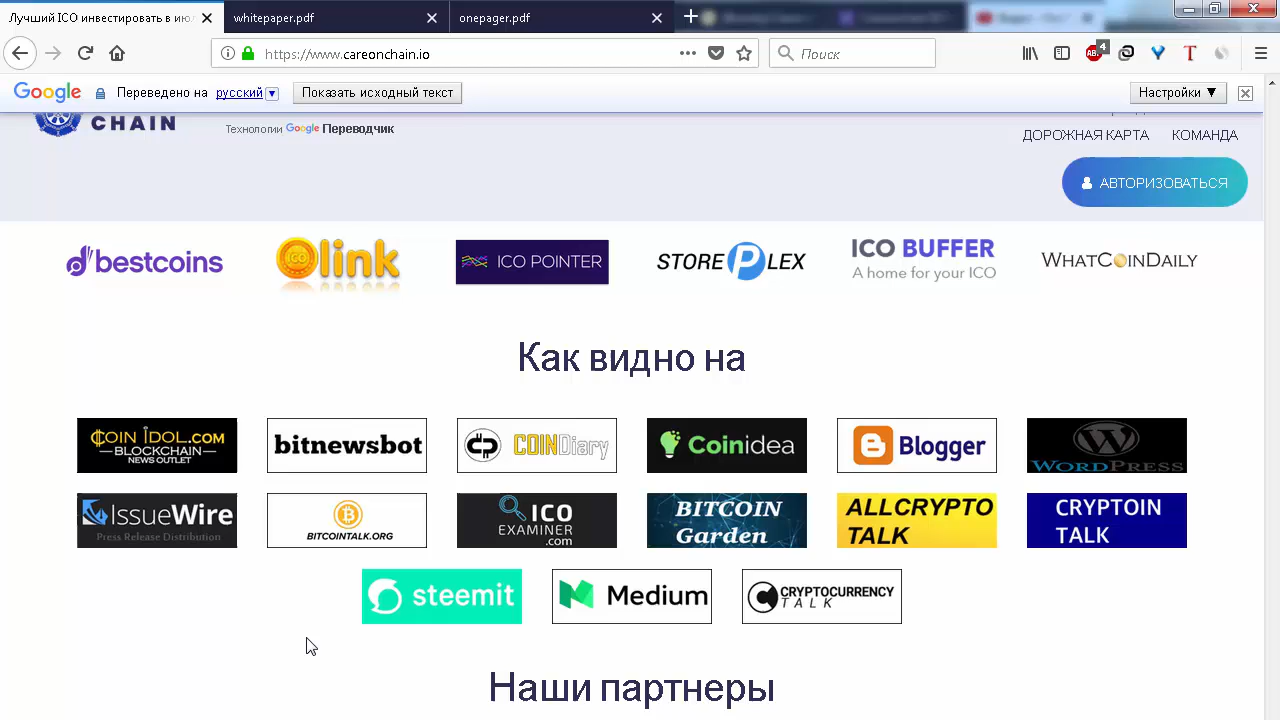 Лучший ICO инвестировать в ию
whitepaper.pdf
onepager.pdf
https://www.careonchain.io
Поиск
4
Google Переведено на русский Показать исходный текст Настройки ▼
CHAIN
Технологии Google Переводчик
ДОРОЖНАЯ КАРТА КОМАНДА
АВТОРИЗОВАТЬСЯ
bestcoins
ICO link
ICO POINTER
STORE P LEX
ICO BUFFER
A home for your ICO
WHATCOINDAILY
Как видно на
COIN IDOL.COM
BLOCKCHAIN
NEWS OUTLET
bitnewsbot
COINDiary
Coinidea
Blogger
WORDPRESS
ISSUEWIRE
Press Release Distribution
BITCOINTALK.ORG
ICO
EXAMINER
.com
BITCOIN
Garden
ALLCRYPTO
TALK
CRYPTOIN
TALK
steemit
Medium
CRYPTOCURRENCY
TALK
Наши партнеры